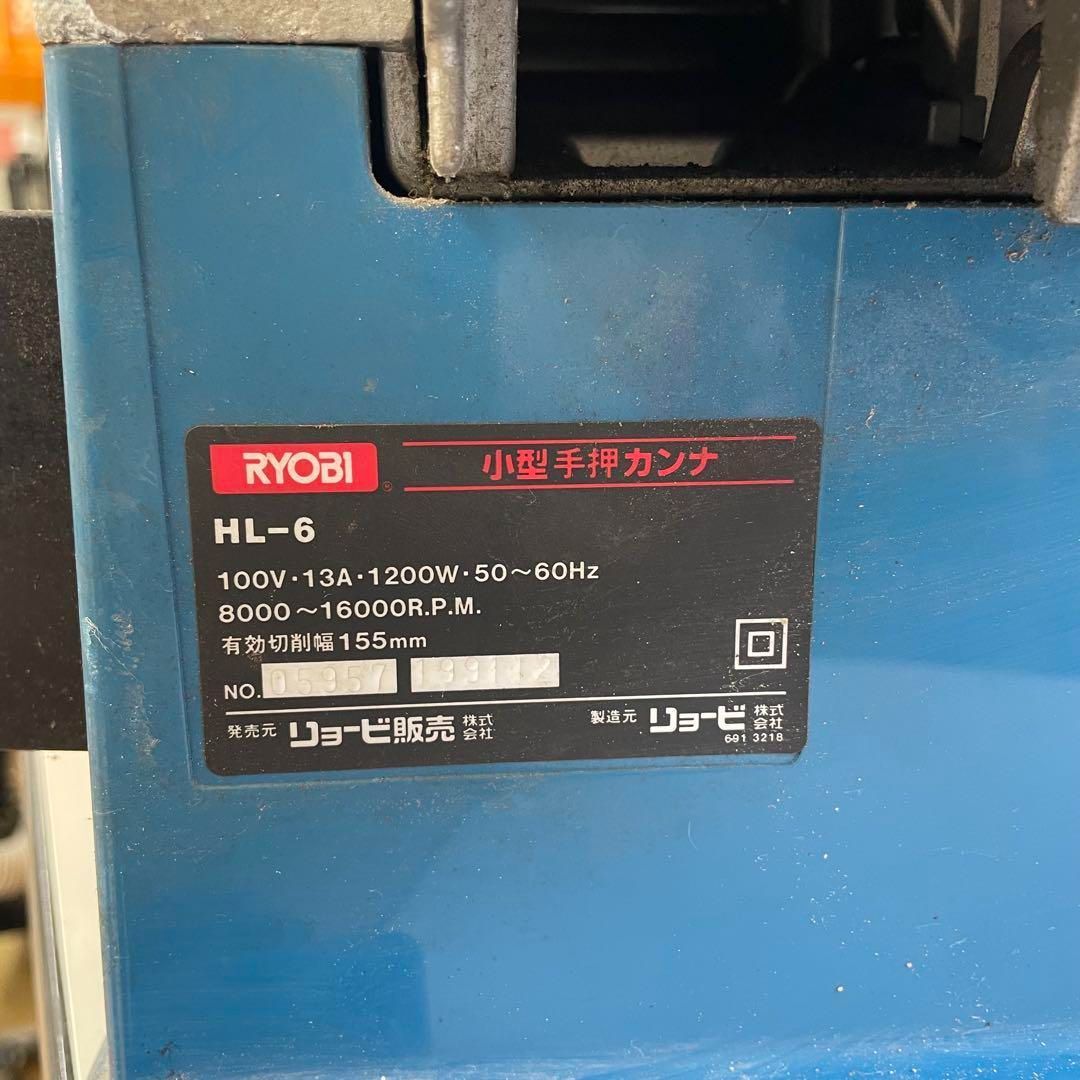 RYOBI ® 小型手押カンナ
HL-6
100V・13A・1200W・50～60Hz
8000～16000R.P.M.
有効切削幅155mm
NO. 05957 199112
発売元 リョービ販売 株式会社 製造元 リョービ 株式会社
691 3218